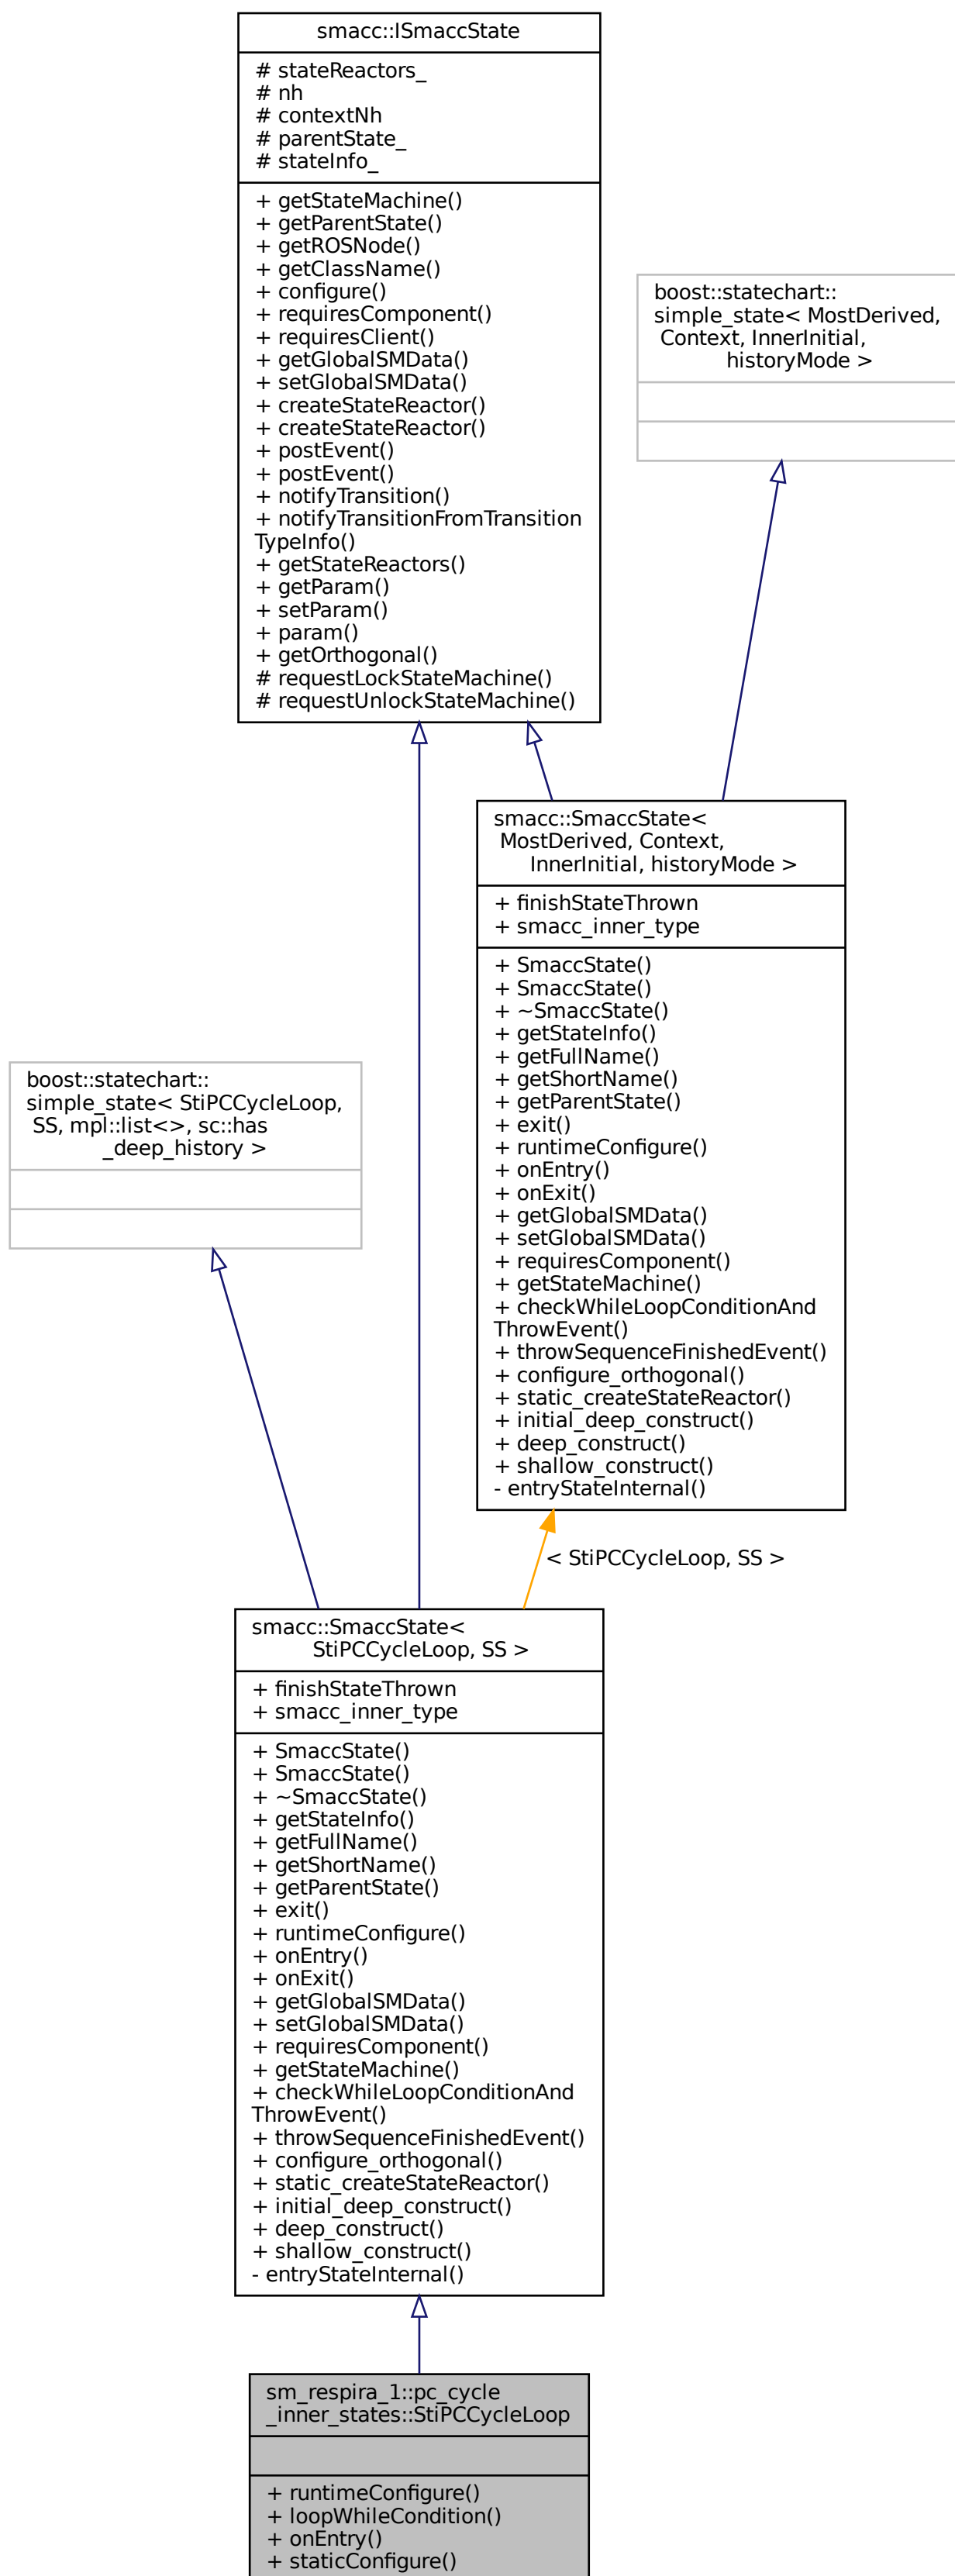 smacc::ISmaccState
# stateReactors_
# nh
# contextNh
# parentState_
# stateInfo_
+ getStateMachine()
+ getParentState()
+ getROSNode()
+ getClassName()
+ configure()
+ requiresComponent()
+ requiresClient()
+ getGlobalSMData()
+ setGlobalSMData()
+ createStateReactor()
+ createStateReactor()
+ postEvent()
+ postEvent()
+ notifyTransition()
+ notifyTransitionFromTransition
TypeInfo()
+ getStateReactors()
+ getParam()
+ setParam()
+ param()
+ getOrthogonal()
# requestLockStateMachine()
# requestUnlockStateMachine()
boost::statechart::
simple_state< MostDerived,
Context, InnerInitial,
historyMode >
smacc::SmaccState<
MostDerived, Context,
InnerInitial, historyMode >
+ finishStateThrown
+ smacc_inner_type
+ SmaccState()
+ SmaccState()
+ ~SmaccState()
+ getStateInfo()
+ getFullName()
+ getShortName()
+ getParentState()
+ exit()
+ runtimeConfigure()
+ onEntry()
+ onExit()
+ getGlobalSMData()
+ setGlobalSMData()
+ requiresComponent()
+ getStateMachine()
+ checkWhileLoopConditionAnd
ThrowEvent()
+ throwSequenceFinishedEvent()
+ configure_orthogonal()
+ static_createStateReactor()
+ initial_deep_construct()
+ deep_construct()
+ shallow_construct()
- entryStateInternal()
boost::statechart::
simple_state< StiPCCycleLoop,
SS, mpl::list<>, sc::has
_deep_history >
< StiPCCycleLoop, SS >
smacc::SmaccState<
StiPCCycleLoop, SS >
+ finishStateThrown
+ smacc_inner_type
+ SmaccState()
+ SmaccState()
+ ~SmaccState()
+ getStateInfo()
+ getFullName()
+ getShortName()
+ getParentState()
+ exit()
+ runtimeConfigure()
+ onEntry()
+ onExit()
+ getGlobalSMData()
+ setGlobalSMData()
+ requiresComponent()
+ getStateMachine()
+ checkWhileLoopConditionAnd
ThrowEvent()
+ throwSequenceFinishedEvent()
+ configure_orthogonal()
+ static_createStateReactor()
+ initial_deep_construct()
+ deep_construct()
+ shallow_construct()
- entryStateInternal()
sm_respira_1::pc_cycle
_inner_states::StiPCCycleLoop
+ runtimeConfigure()
+ loopWhileCondition()
+ onEntry()
+ staticConfigure()